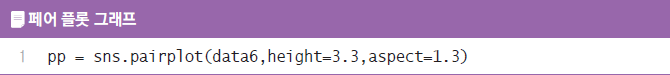 페어 플롯 그래프
1 pp = sns.pairplot(data6,height=3.3,aspect=1.3)